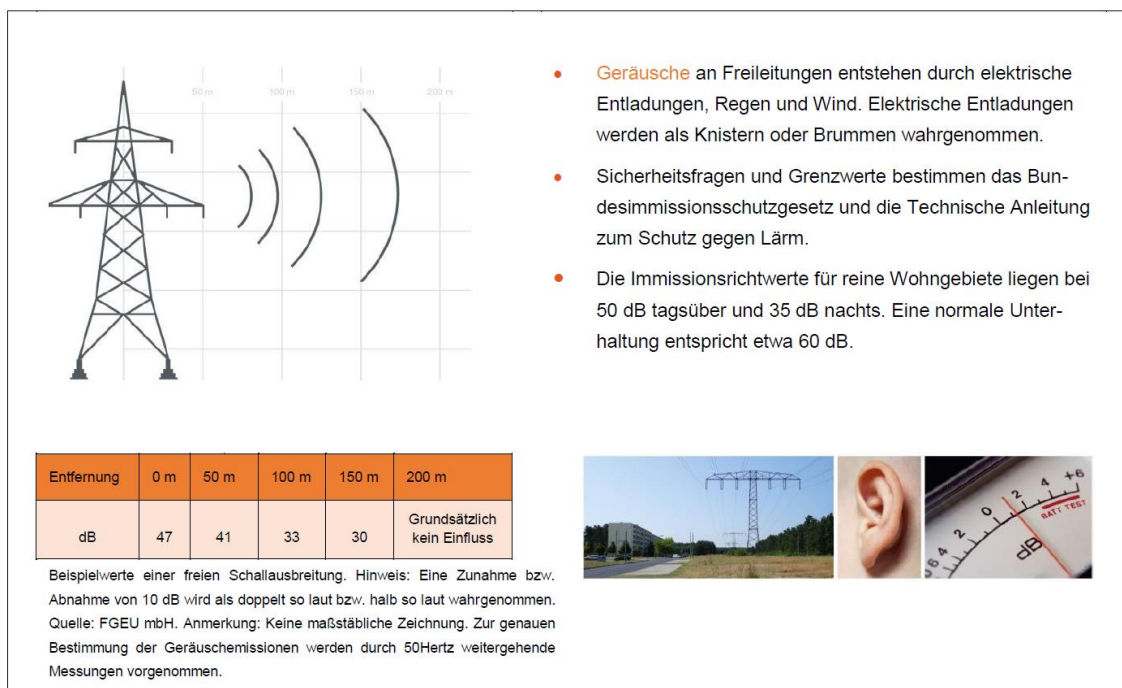 50 m 100 m 150 m 200 m
Geräusche an Freileitungen entstehen durch elektrische
Entladungen, Regen und Wind. Elektrische Entladungen
werden als Knistern oder Brummen wahrgenommen.
Sicherheitsfragen und Grenzwerte bestimmen das Bun-
desimmissionsschutzgesetz und die Technische Anleitung
zum Schutz gegen Lärm.
Die Immissionsrichtwerte für reine Wohngebiete liegen bei
50 dB tagsüber und 35 dB nachts. Eine normale Unter-
haltung entspricht etwa 60 dB.
Entfernung 0 m 50 m 100 m 150 m 200 m
dB 47 41 33 30 Grundsätzlich
kein Einfluss
Beispielwerte einer freien Schallausbreitung. Hinweis: Eine Zunahme bzw.
Abnahme von 10 dB wird als doppelt so laut bzw. halb so laut wahrgenommen.
Quelle: FGEU mbH. Anmerkung: Keine maßstäbliche Zeichnung. Zur genauen
Bestimmung der Geräuschemissionen werden durch 50Hertz weitergehende
Messungen vorgenommen.
64 2 0 2 4 +6
BATT TEST
dB